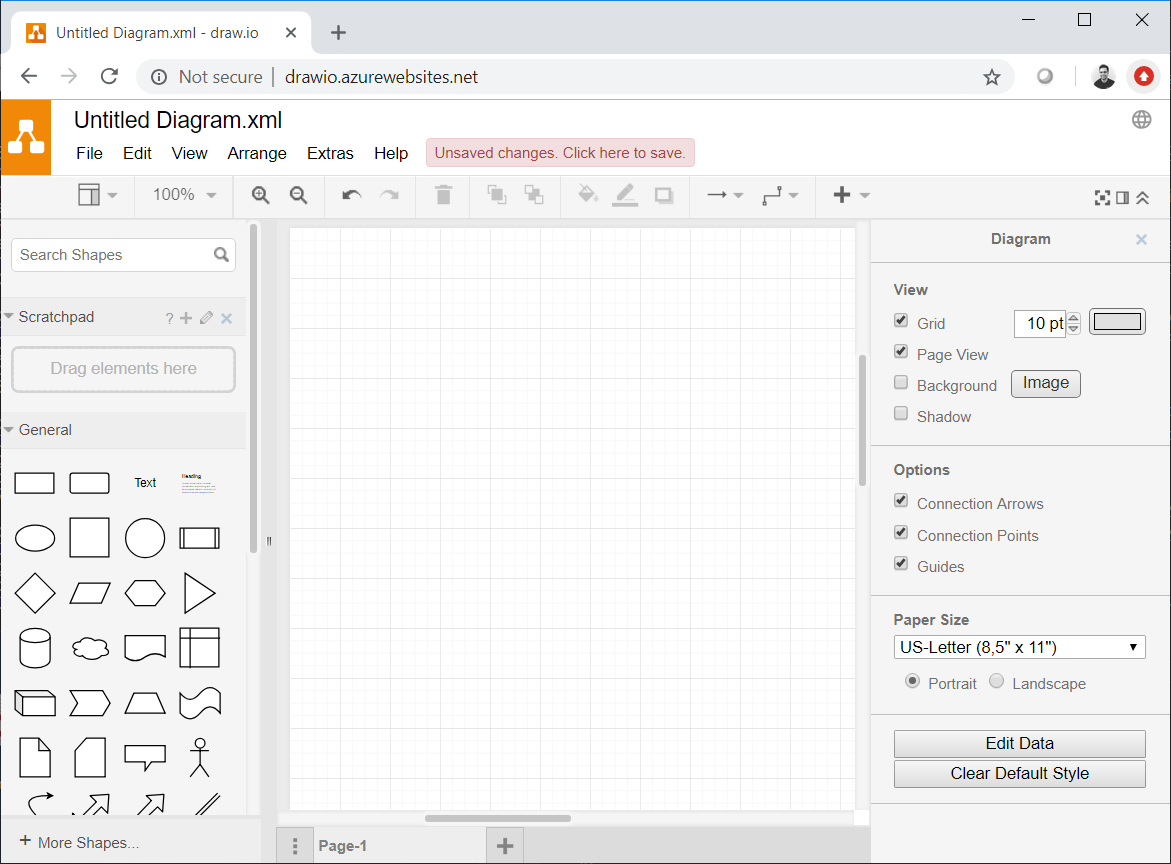 Untitled Diagram.xml - draw.io
Not secure | drawio.azurewebsites.net
Untitled Diagram.xml
File Edit View Arrange Extras Help Unsaved changes. Click here to save.
100%
Search Shapes
Scratchpad ?
Drag elements here
General
Text
Heading
More Shapes...
Page-1
Diagram
View
Grid 10 pt
Page View
Background Image
Shadow
Options
Connection Arrows
Connection Points
Guides
Paper Size
US-Letter (8,5" x 11")
Portrait Landscape
Edit Data
Clear Default Style